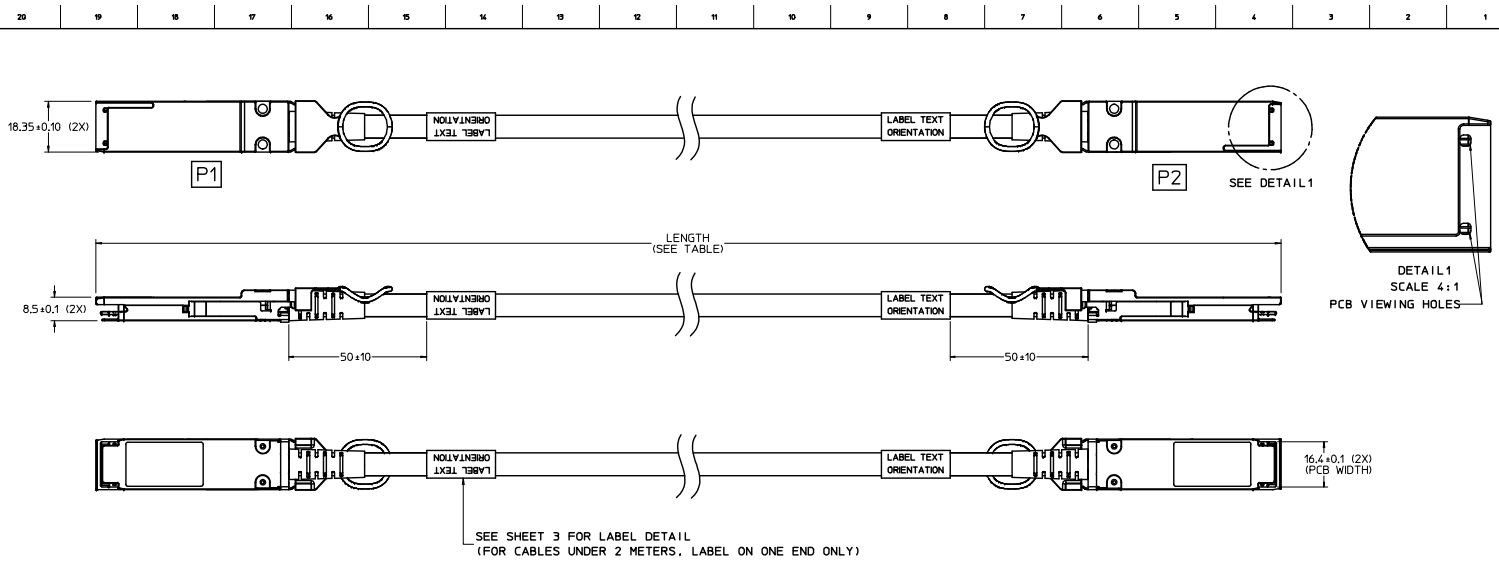 20 19 18 17 16 15 14 13 12 11 10 9 8 7 6 5 4 3 2 1
18.35±0.10 (2X)
LABEL TEXT
ORIENTATION
LABEL TEXT
ORIENTATION
P1
P2
SEE DETAIL1
LENGTH
(SEE TABLE)
8.5±0.1 (2X)
LABEL TEXT
ORIENTATION
LABEL TEXT
ORIENTATION
50±10
50±10
DETAIL1
SCALE 4:1
PCB VIEWING HOLES
LABEL TEXT
ORIENTATION
LABEL TEXT
ORIENTATION
16.4±0.1 (2X)
(PCB WIDTH)
SEE SHEET 3 FOR LABEL DETAIL
(FOR CABLES UNDER 2 METERS, LABEL ON ONE END ONLY)